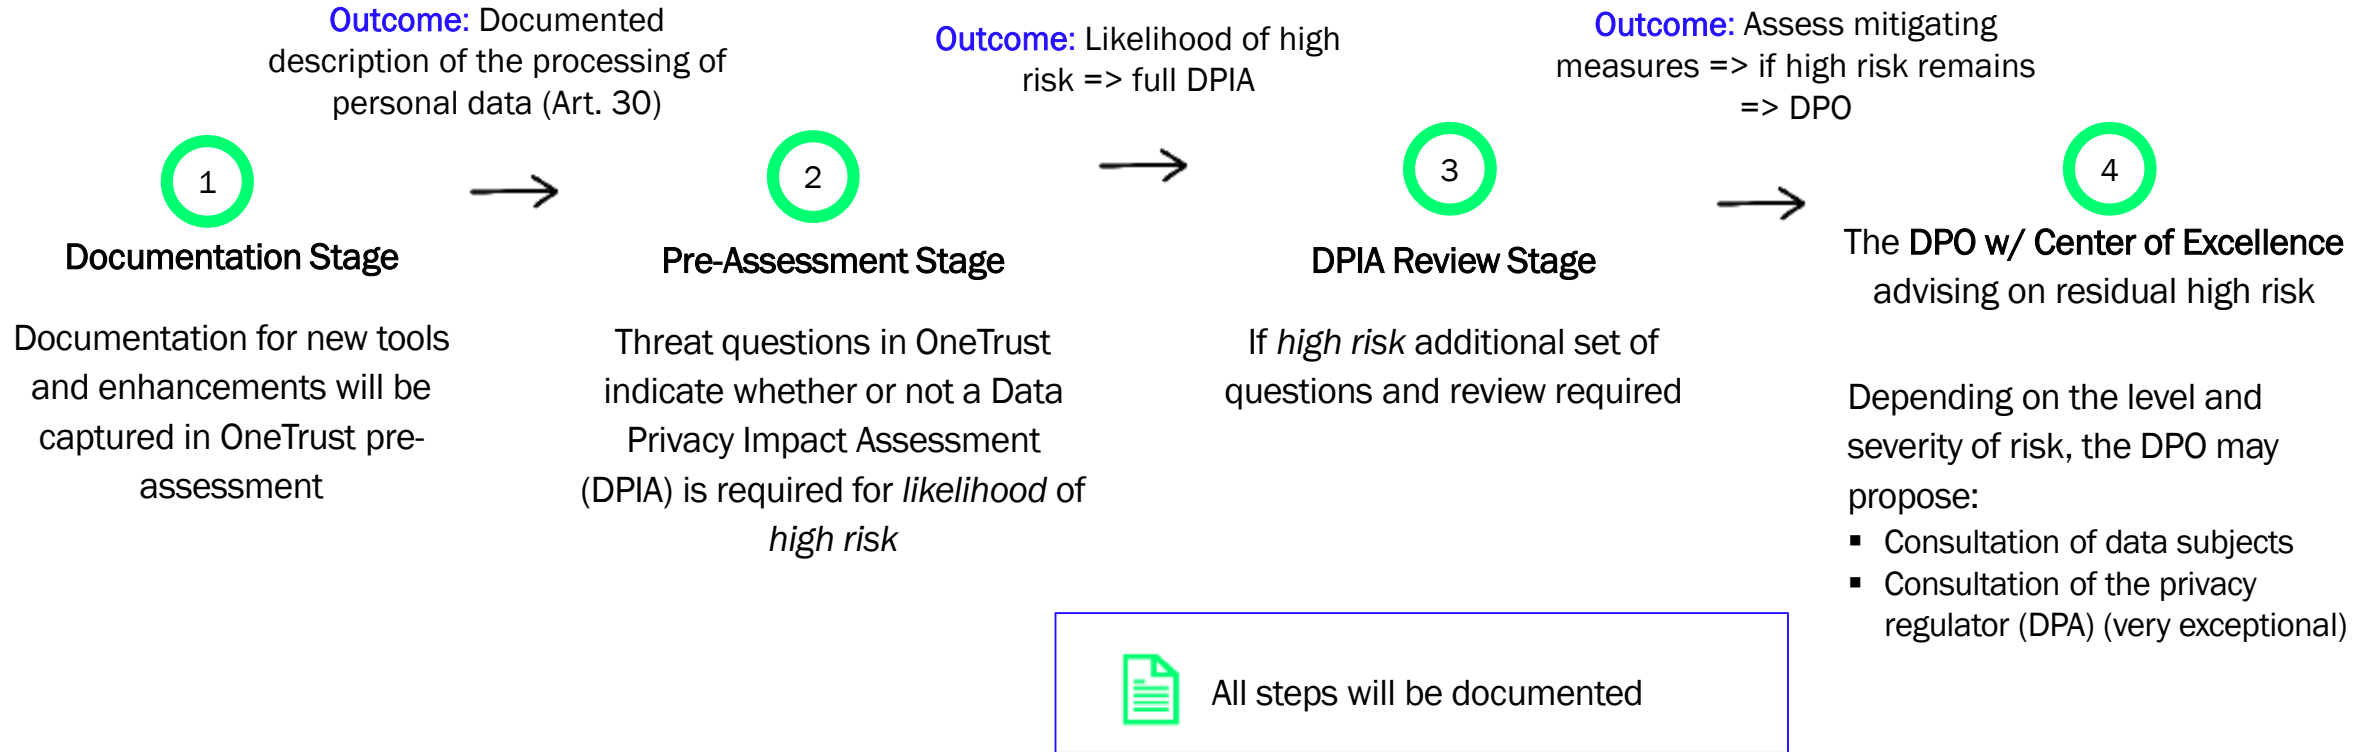 Outcome: Documented
description of the processing of
personal data (Art. 30)
Outcome: Likelihood of high
risk => full DPIA
Outcome: Assess mitigating
measures => if high risk remains
=> DPO
1
Documentation Stage
Documentation for new tools
and enhancements will be
captured in OneTrust pre-
assessment
2
Pre-Assessment Stage
Threat questions in OneTrust
indicate whether or not a Data
Privacy Impact Assessment
(DPIA) is required for likelihood of
high risk
3
DPIA Review Stage
If high risk additional set of
questions and review required
4
The DPO w/ Center of Excellence
advising on residual high risk
Depending on the level and
severity of risk, the DPO may
propose:
▪ Consultation of data subjects
▪ Consultation of the privacy
regulator (DPA) (very exceptional)
All steps will be documented